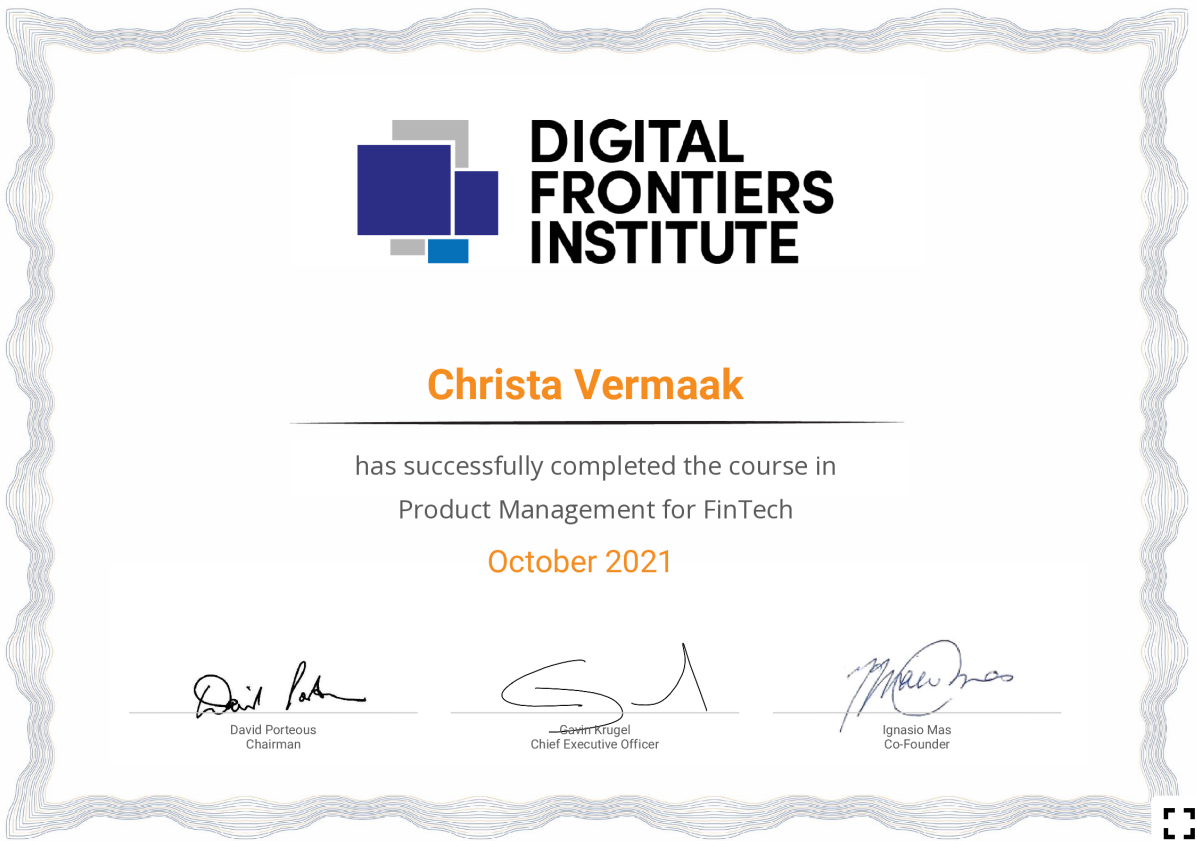 DIGITAL
FRONTIERS
INSTITUTE
Christa Vermaak
has successfully completed the course in
Product Management for FinTech
October 2021
David Porteous
Chairman
Gavin Krugel
Chief Executive Officer
Ignasio Mas
Co-Founder